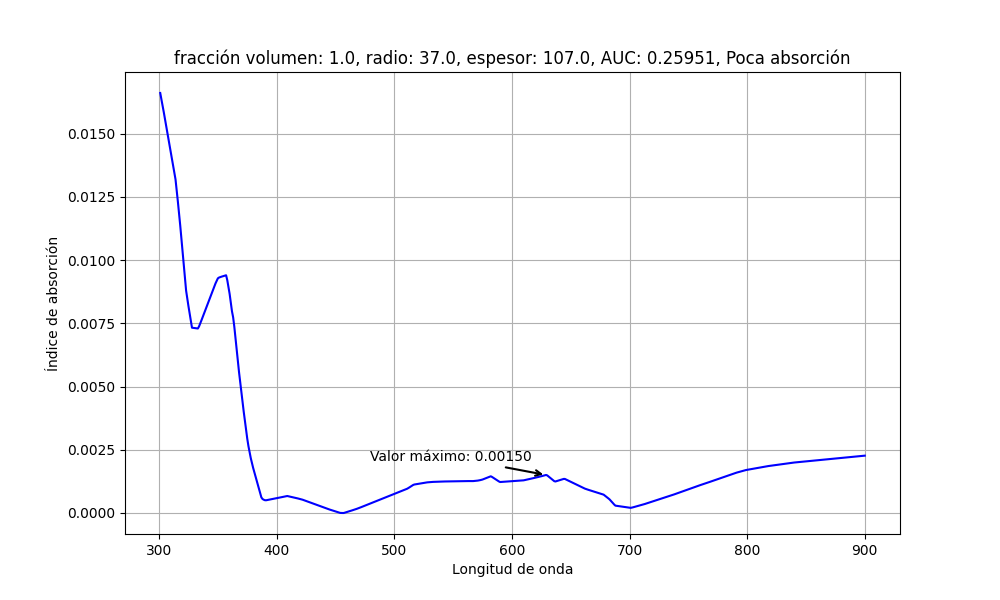 fracción volumen: 1.0, radio: 37.0, espesor: 107.0, AUC: 0.25951, Poca absorción
0.0150
0.0125
0.0100
0.0075
0.0050
0.0025
0.0000
Índice de absorción
Valor máximo: 0.00150
300 400 500 600 700 800 900
Longitud de onda